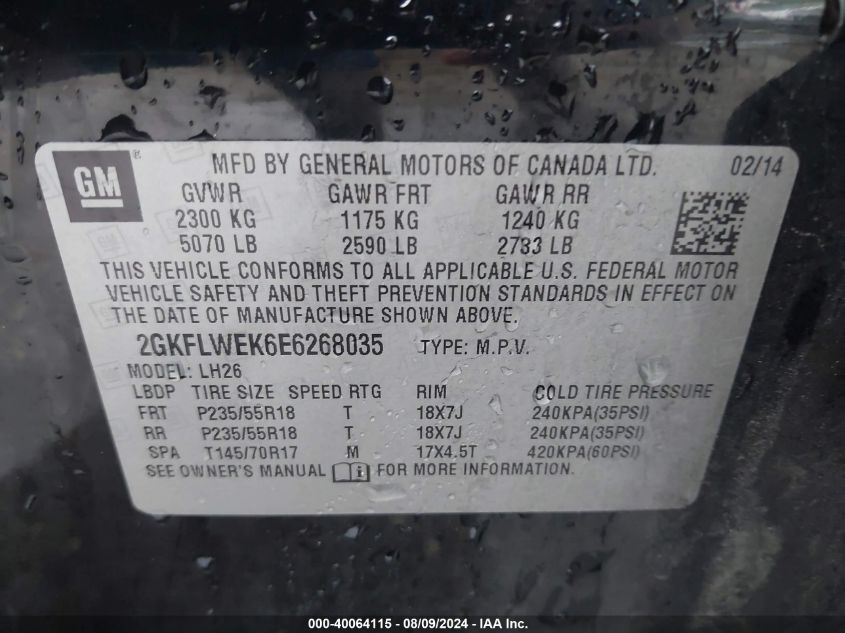 GM ® MFD BY GENERAL MOTORS OF CANADA LTD. 02/14
GVWR GAWR FRT GAWR RR
2300 KG 1175 KG 1240 KG
5070 LB 2590 LB 2733 LB
THIS VEHICLE CONFORMS TO ALL APPLICABLE U.S. FEDERAL MOTOR
VEHICLE SAFETY AND THEFT PREVENTION STANDARDS IN EFFECT ON
THE DATE OF MANUFACTURE SHOWN ABOVE.
2GKFLWEK6E6268035 TYPE: M.P.V.
MODEL: LH26
LBDP TIRE SIZE SPEED RTG RIM COLD TIRE PRESSURE
FRT P235/55R18 T 18X7J 240KPA(35PSI)
RR P235/55R18 T 18X7J 240KPA(35PSI)
SPA T145/70R17 M 17X4.5T 420KPA(60PSI)
SEE OWNER'S MANUAL FOR MORE INFORMATION.
000-40064115 - 08/09/2024 - IAA Inc.